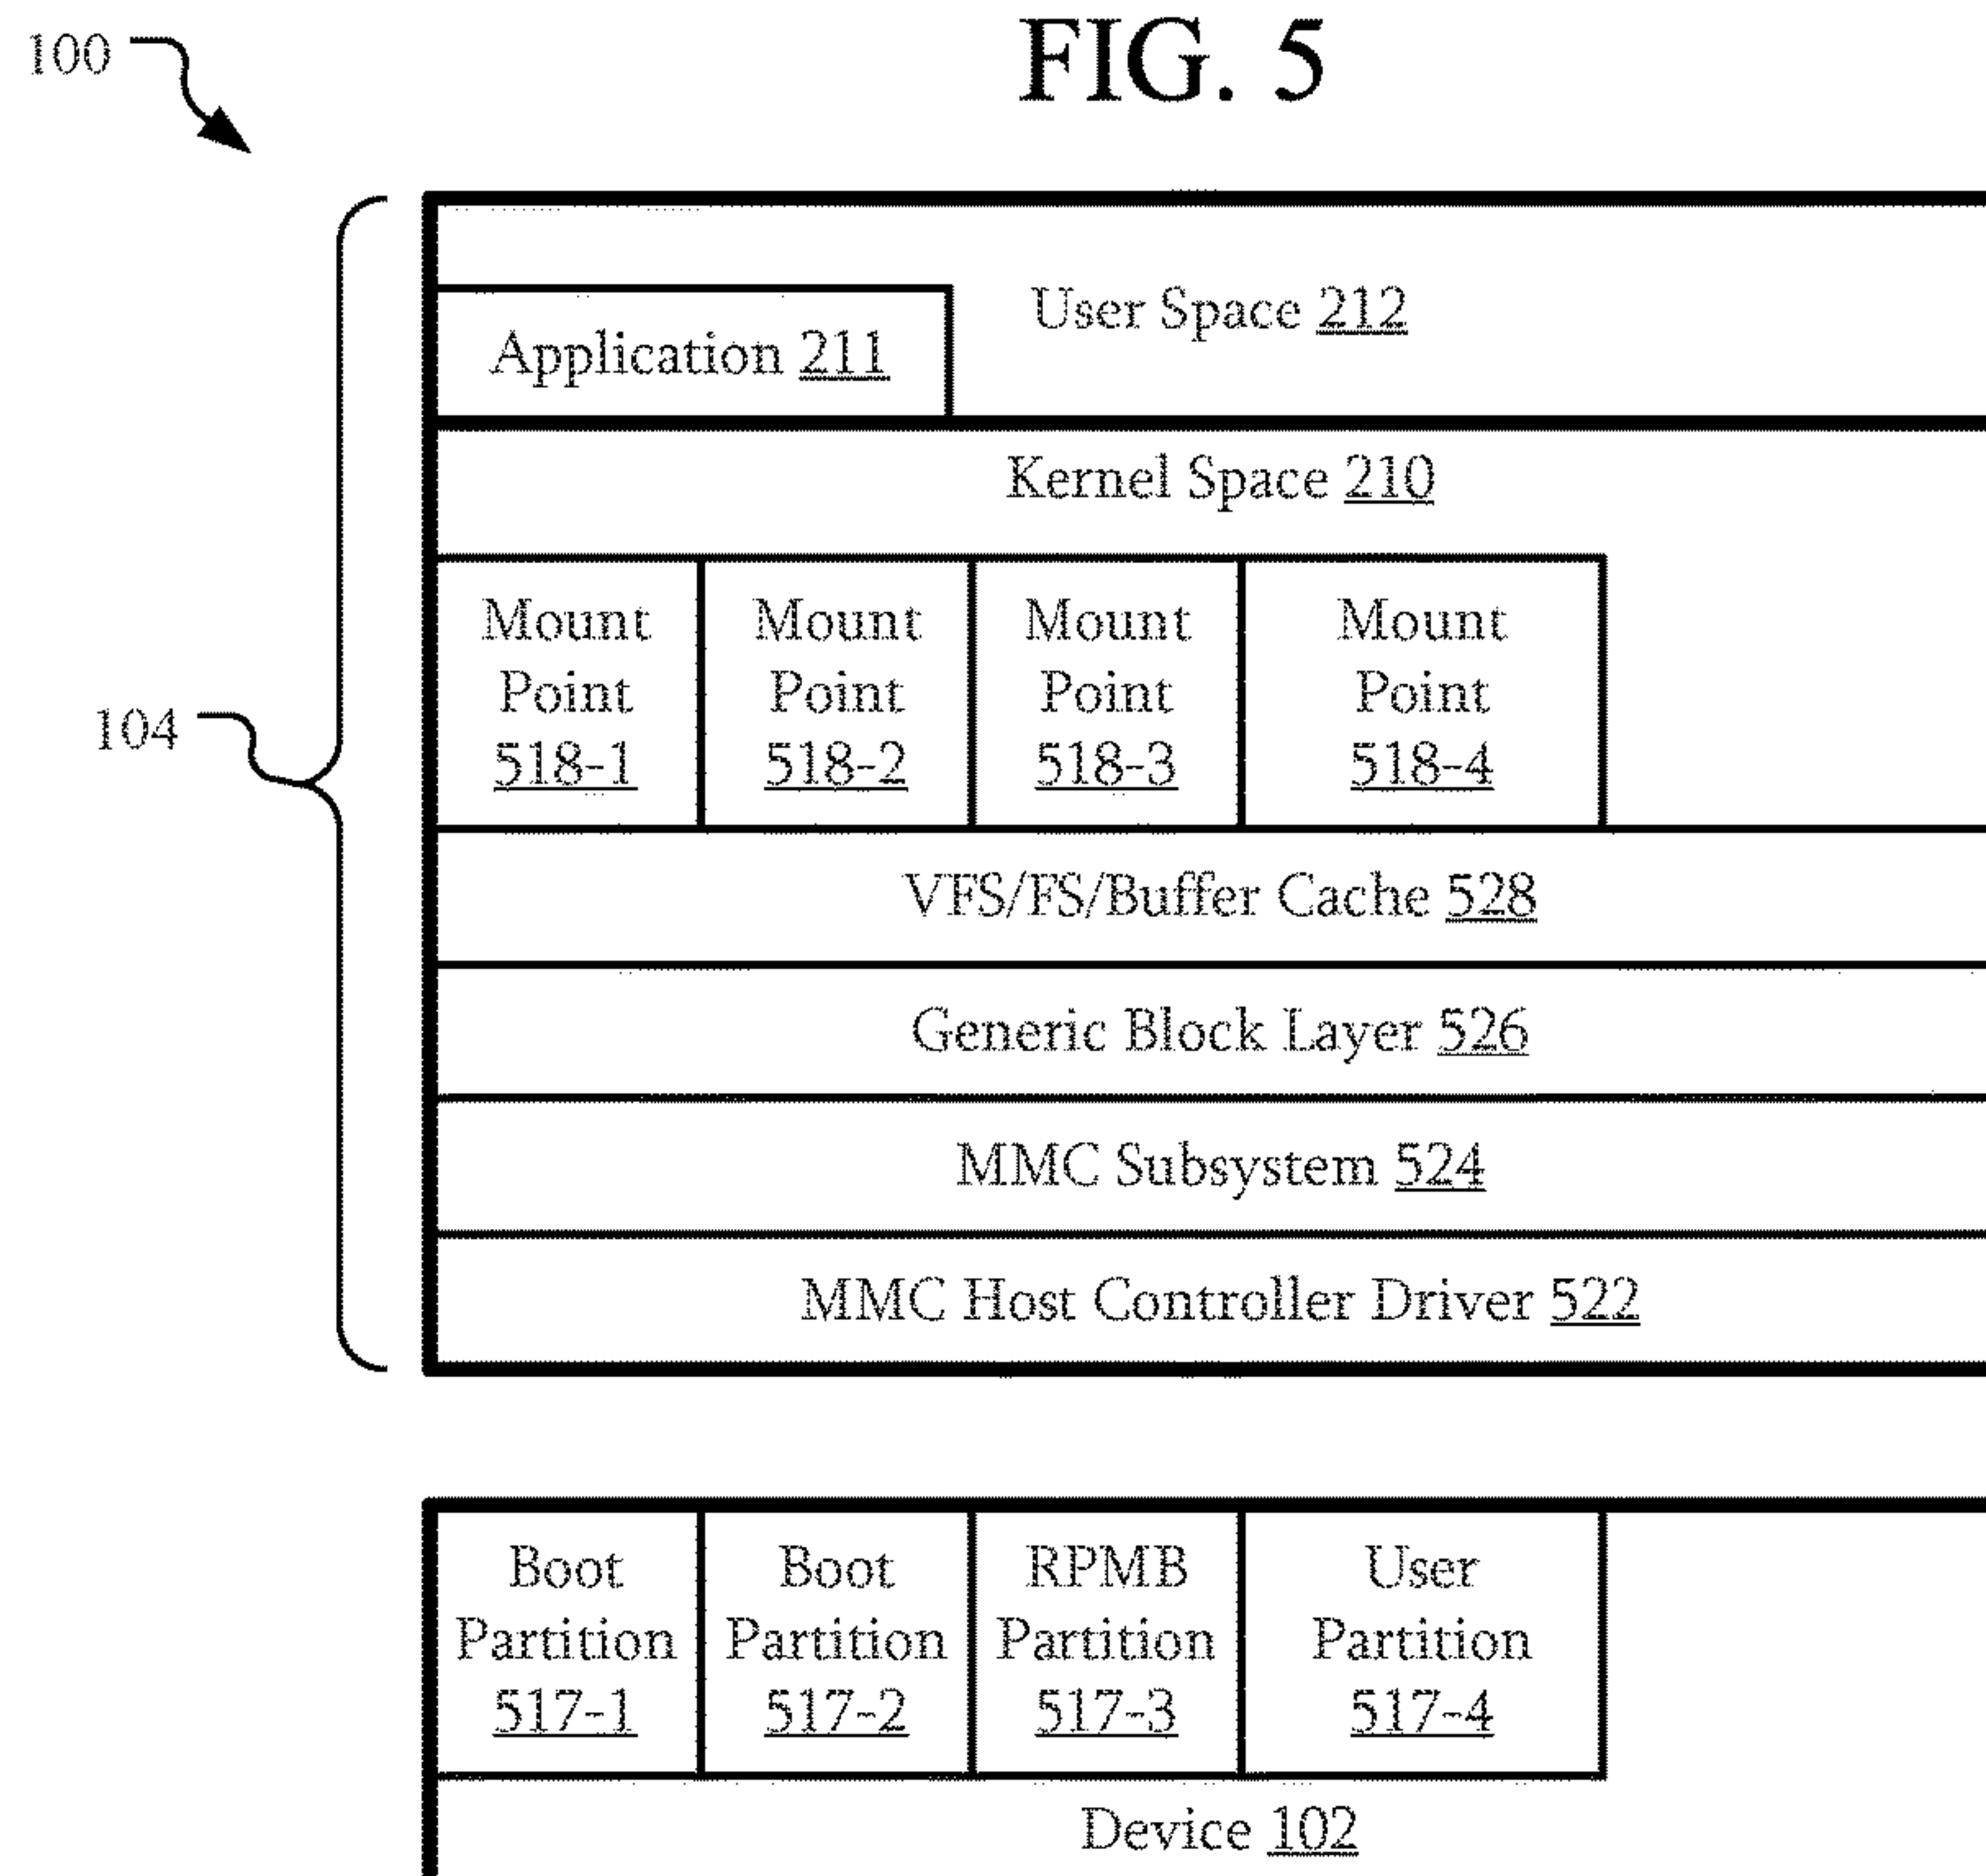 FIG. 5
100
User Space 212
Application 211
Kernel Space 210
Mount Point 518-1
Mount Point 518-2
Mount Point 518-3
Mount Point 518-4
104
VFS/FS/Buffer Cache 528
Generic Block Layer 526
MMC Subsystem 524
MMC Host Controller Driver 522
Boot Partition 517-1
Boot Partition 517-2
RPMB Partition 517-3
User Partition 517-4
Device 102